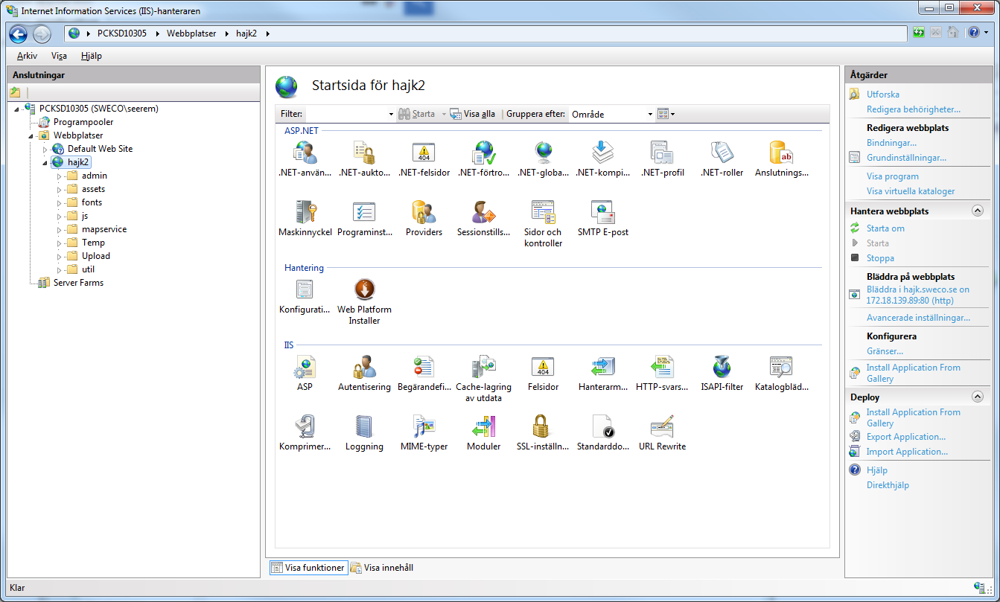 Internet Information Services (IIS)-hanteraren
PCKSD10305 Webbplatser hajk2
Arkiv Visa Hjälp
Anslutningar
PCKSD10305 (SWECO\seerem)
Programpooler
Webbplatser
Default Web Site
hajk2
admin
assets
fonts
js
mapservice
Temp
Upload
util
Server Farms
Startsida för hajk2
Filter: Starta Visa alla Gruppera efter: Område
ASP.NET
.NET-använ... .NET-aukto... .NET-felsidor .NET-förtro... .NET-globa... .NET-kompi... .NET-profil .NET-roller Anslutnings...
404
ab
Maskinnyckel Programinst... Providers Sessionstills... Sidor och kontroller SMTP E-post
Hantering
Konfigurati... Web Platform Installer
IIS
404
ASP Autentisering Begärandefi... Cache-lagring av utdata Felsidor Hanterarm... HTTP-svars... ISAPI-filter Katalogbläd...
Komprimer... Loggning MIME-typer Moduler SSL-inställn... Standarddo... URL Rewrite
Visa funktioner Visa innehåll
Åtgärder
Utforska
Redigera behörigheter...
Redigera webbplats
Bindningar...
Grundinställningar...
Visa program
Visa virtuella kataloger
Hantera webbplats
Starta om
Starta
Stoppa
Bläddra på webbplats
Bläddra i hajk.sweco.se on
172.18.139.89:80 (http)
Avancerade inställningar...
Konfigurera
Gränser...
Install Application From
Gallery
Deploy
Install Application From
Gallery
Export Application...
Import Application...
Hjälp
Direkthjälp
Klar